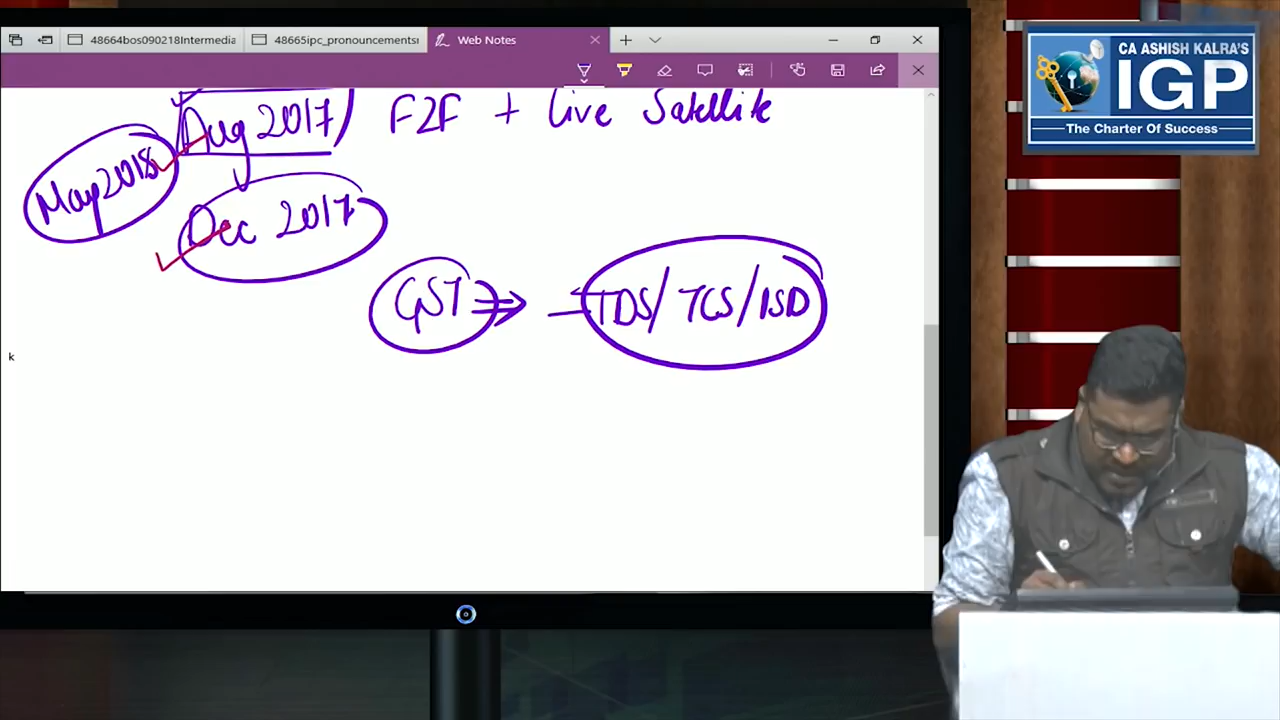 48664bos090218Intermedia
48665ipc_pronouncements
Web Notes
CA ASHISH KALRA'S
IGP
The Charter Of Success
Aug 2017 F2F + Live Satellite
May 2018
Dec 2017
GST ⇒ TDS/TCS/ISD
k